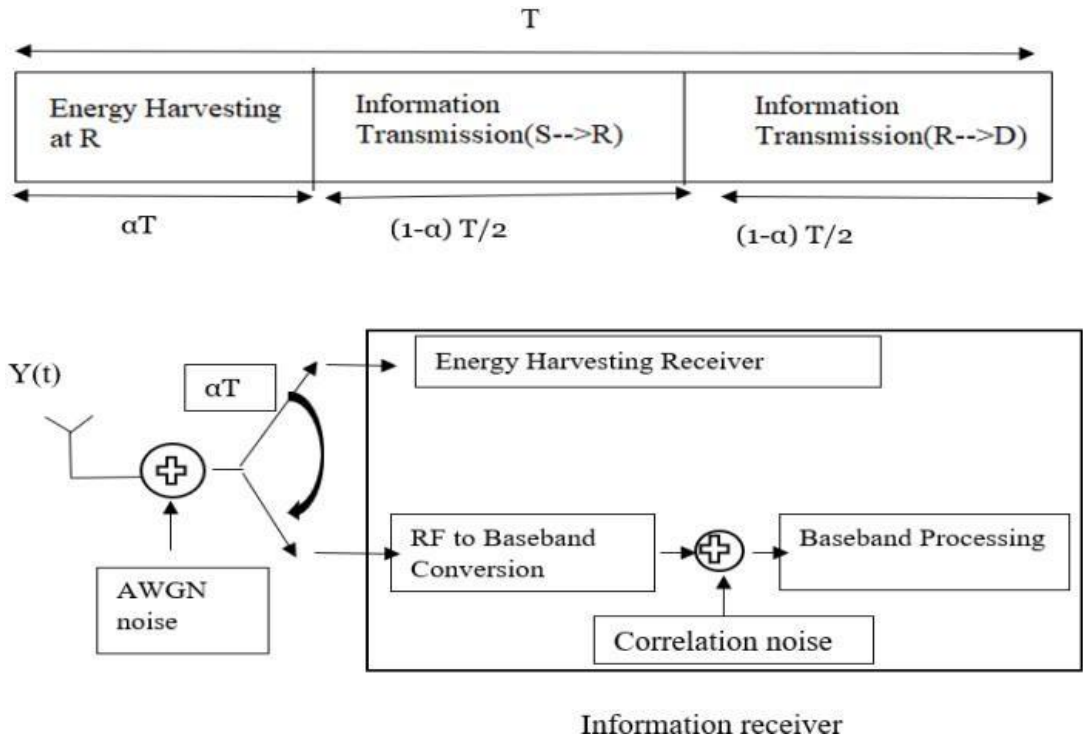 T
Energy Harvesting
at R
Information
Transmission(S-->R)
Information
Transmission(R-->D)
αT
(1-α) T/2
(1-α) T/2
Y(t)
αT
Energy Harvesting Receiver
RF to Baseband
Conversion
Baseband Processing
AWGN
noise
Correlation noise
Information receiver